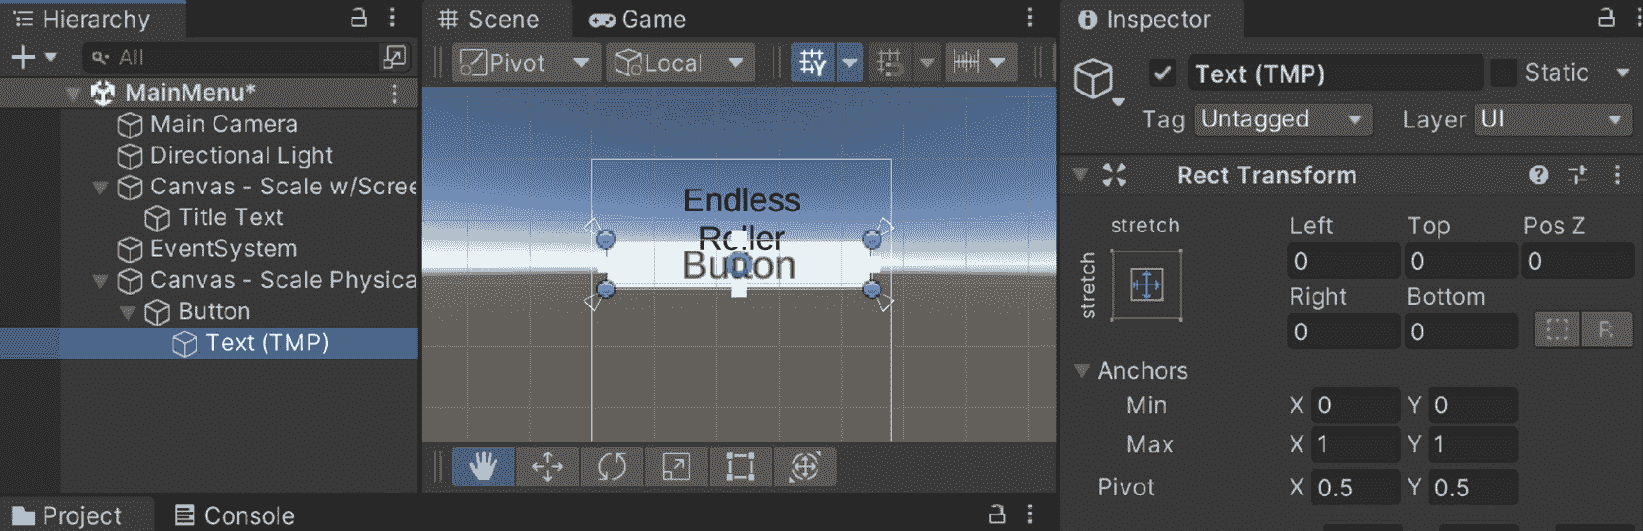 Hierarchy
All
MainMenu*
Main Camera
Directional Light
Canvas - Scale w/Scree
Title Text
EventSystem
Canvas - Scale Physica
Button
Text (TMP)
Scene
Game
Pivot
Local
Endless
Roller
Button
Project
Console
Inspector
Text (TMP)
Static
Tag Untagged Layer UI
Rect Transform
stretch
stretch
Left Top Pos Z
0 0 0
Right Bottom
0 0
R
Anchors
Min X 0 Y 0
Max X 1 Y 1
Pivot X 0.5 Y 0.5